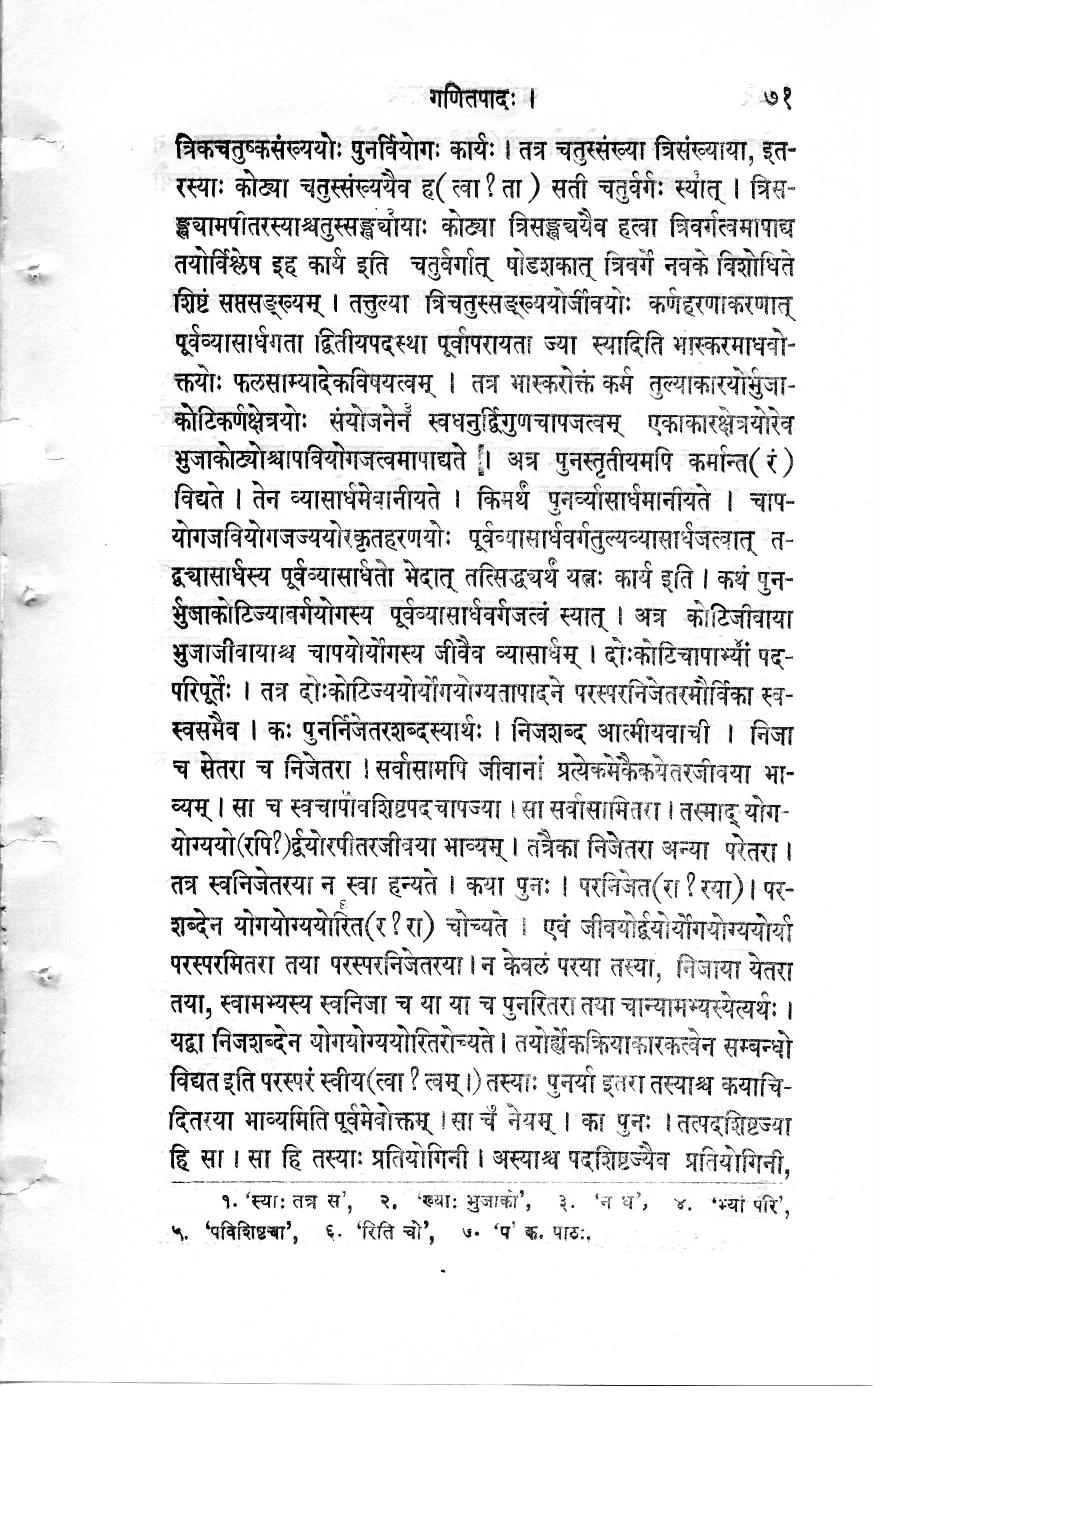 गणितपादः । ७१
त्रिकचतुष्कसंख्ययोः पुनर्वियोगः कार्यः । तत्र चतुस्संख्या त्रिसंख्याया, इत-
रस्याः कोट्या चतुस्संख्ययैव ह( त्वा ? ता ) सती चतुर्वर्गः स्यात् । त्रिस-
ङ्ख्यामपीतरस्याश्चतुस्सङ्ख्यायाः कोट्या त्रिसङ्ख्ययैव हत्वा त्रिवर्गत्वमापाद्य
तयोर्विश्लेष इह कार्य इति चतुर्वर्गात् षोडशकात् त्रिवर्गे नवके विशोधिते
शिष्टं सप्तसङ्ख्यम् । तत्तुल्या त्रिचतुस्सङ्ख्ययोर्जीवयोः कर्णहरणाकरणात्
पूर्वव्यासार्धगता द्वितीयपदस्था पूर्वापरायता ज्या स्यादिति भास्करमाधवो-
क्तयोः फलसाम्यादेकविषयत्वम् । तत्र भास्करोक्तं कर्म तुल्याकारयोर्भुजा-
कोटिकर्णक्षेत्रयोः संयोजनेन३ स्वधनुर्द्विगुणचापजत्वम् एकाकारक्षेत्रयोरेव
भुजाकोट्योश्चापवियोगजत्वमापाद्यते । अत्र पुनस्तृतीयमपि कर्मान्त( रं )
विद्यते । तेन व्यासार्धमेवानीयते । किमर्थं पुनर्व्यासार्धमानीयते । चाप-
योगजवियोगजज्ययोरकृतहरणयोः पूर्वव्यासार्धवर्गतुल्यव्यासार्धजत्वात् त-
द्व्यासार्धस्य पूर्वव्यासार्धतो भेदात् तत्सिद्ध्यर्थं यत्नः कार्य इति । कथं पुन-
र्भुजाकोटिज्यावर्गयोगस्य पूर्वव्यासार्धवर्गजत्वं स्यात् । अत्र कोटिजीवाया
भुजाजीवायाश्च चापयोर्योगस्य जीवैव व्यासार्धम् । दोःकोटिचापाभ्यां४ पद-
परिपूर्तेः । तत्र दोःकोटिज्ययोर्योगयोग्यतापादने परस्परनिजेतरमौर्विका स्व-
स्वसमैव । कः पुनर्निजेतरशब्दस्यार्थः । निजशब्द आत्मीयवाची । निजा
च सेतरा च निजेतरा । सर्वासामपि जीवानां प्रत्येकमेकैकयेतरजीवया भा-
व्यम् । सा च स्वचापा५वशिष्टपदचापज्या । सा सर्वासामितरा । तस्माद् योग-
योग्ययो(रपि?)र्द्वयोरपीतरजीवया भाव्यम् । तत्रैका निजेतरा अन्या परेतरा ।
तत्र स्वनिजेतरया न स्वा हन्यते । कया पुनः । परनिजेत(रा ? रया) । पर-
शब्देन योगयोग्ययोरित६(र ? रा) चोच्यते । एवं जीवयोर्द्वयोर्योगयोग्ययोर्या
परस्परमितरा तया परस्परनिजेतरया । न केवलं परया तस्या, निजाया येतरा
तया, स्वामभ्यस्य स्वनिजा च या या च पुनरितरा तया चान्यामभ्यस्येत्यर्थः ।
यद्वा निजशब्देन योगयोग्ययोरितरोच्यते । तयोर्ह्येकक्रियाकारकत्वेन सम्बन्धो
विद्यत इति परस्परं स्वीय(त्वा ? त्वम् ।) तस्याः पुनर्या इतरा तस्याश्च कयाचि-
दितरया भाव्यमिति पूर्वमेवोक्तम् । सा च७ नेयम् । का पुनः । तत्पदशिष्टज्या
हि सा । सा हि तस्याः प्रतियोगिनी । अस्याश्च पदशिष्टज्यैव प्रतियोगिनी,
१. ‘स्याः तत्र स’, २. ‘ख्याः भुजाको’, ३. ‘न ध’, ४. ‘भ्यां परि’,
५. ‘पविशिष्टचा’, ६. ‘रिति चो’, ७. ‘प’ क. पाठः.